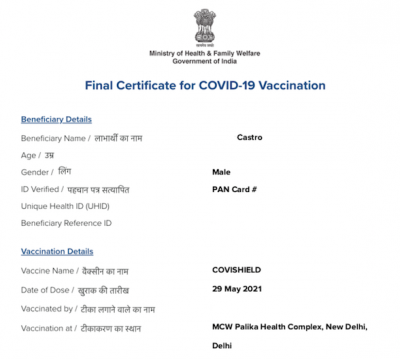 सत्यमेव जयते
Ministry of Health & Family Welfare
Government of India
Final Certificate for COVID-19 Vaccination
Beneficiary Details
Beneficiary Name / लाभार्थी का नाम Castro
Age / उम्र
Gender / लिंग Male
ID Verified / पहचान पत्र सत्यापित PAN Card #
Unique Health ID (UHID)
Beneficiary Reference ID
Vaccination Details
Vaccine Name / वैक्सीन का नाम COVISHIELD
Date of Dose / खुराक की तारीख 29 May 2021
Vaccinated by / टीका लगाने वाले का नाम
Vaccination at / टीकाकरण का स्थान MCW Palika Health Complex, New Delhi,
Delhi